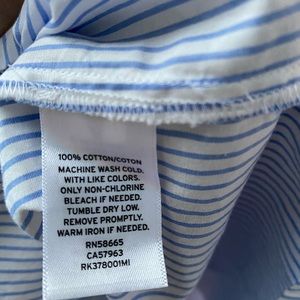 100% COTTON/COTON
MACHINE WASH COLD.
WITH LIKE COLORS.
ONLY NON-CHLORINE
BLEACH IF NEEDED.
TUMBLE DRY LOW.
REMOVE PROMPTLY.
WARM IRON IF NEEDED.
RN58665
CA57963
RK378001MI